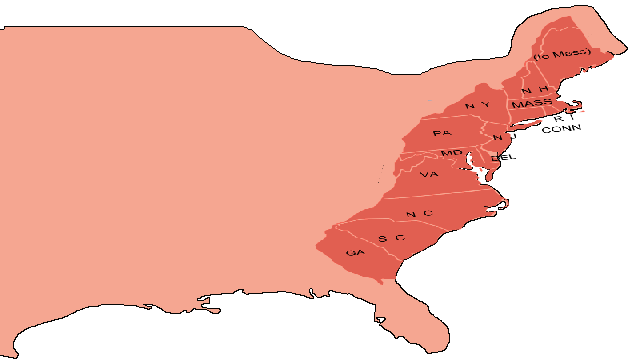 (to Mass)
N H
N Y
MASS
R I
CONN
PA
N J
MD
DEL
VA
N C
S C
GA